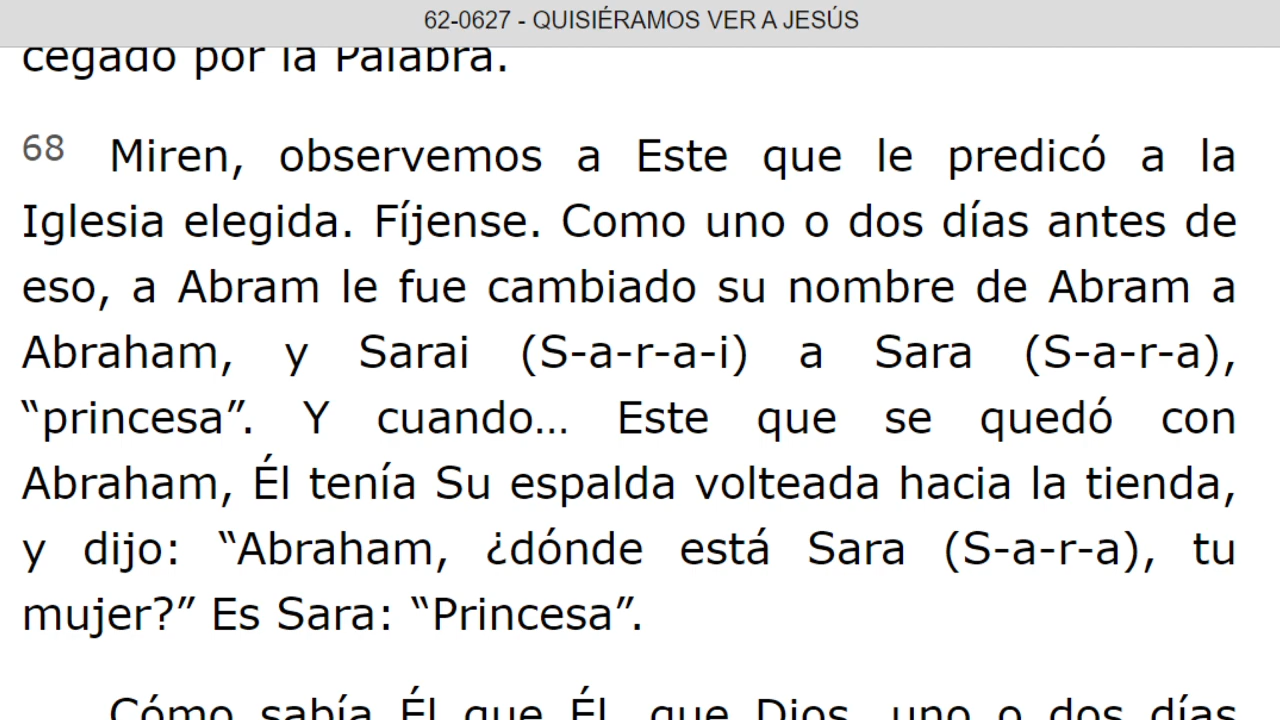 62-0627 - QUISIÉRAMOS VER A JESÚS
cegado por la Palabra.
68 Miren, observemos a Este que le predicó a la
Iglesia elegida. Fíjense. Como uno o dos días antes de
eso, a Abram le fue cambiado su nombre de Abram a
Abraham, y Sarai (S-a-r-a-i) a Sara (S-a-r-a),
“princesa”. Y cuando… Este que se quedó con
Abraham, Él tenía Su espalda volteada hacia la tienda,
y dijo: “Abraham, ¿dónde está Sara (S-a-r-a), tu
mujer?” Es Sara: “Princesa”.
Cómo sabía Él que Él, que Dios, uno o dos días